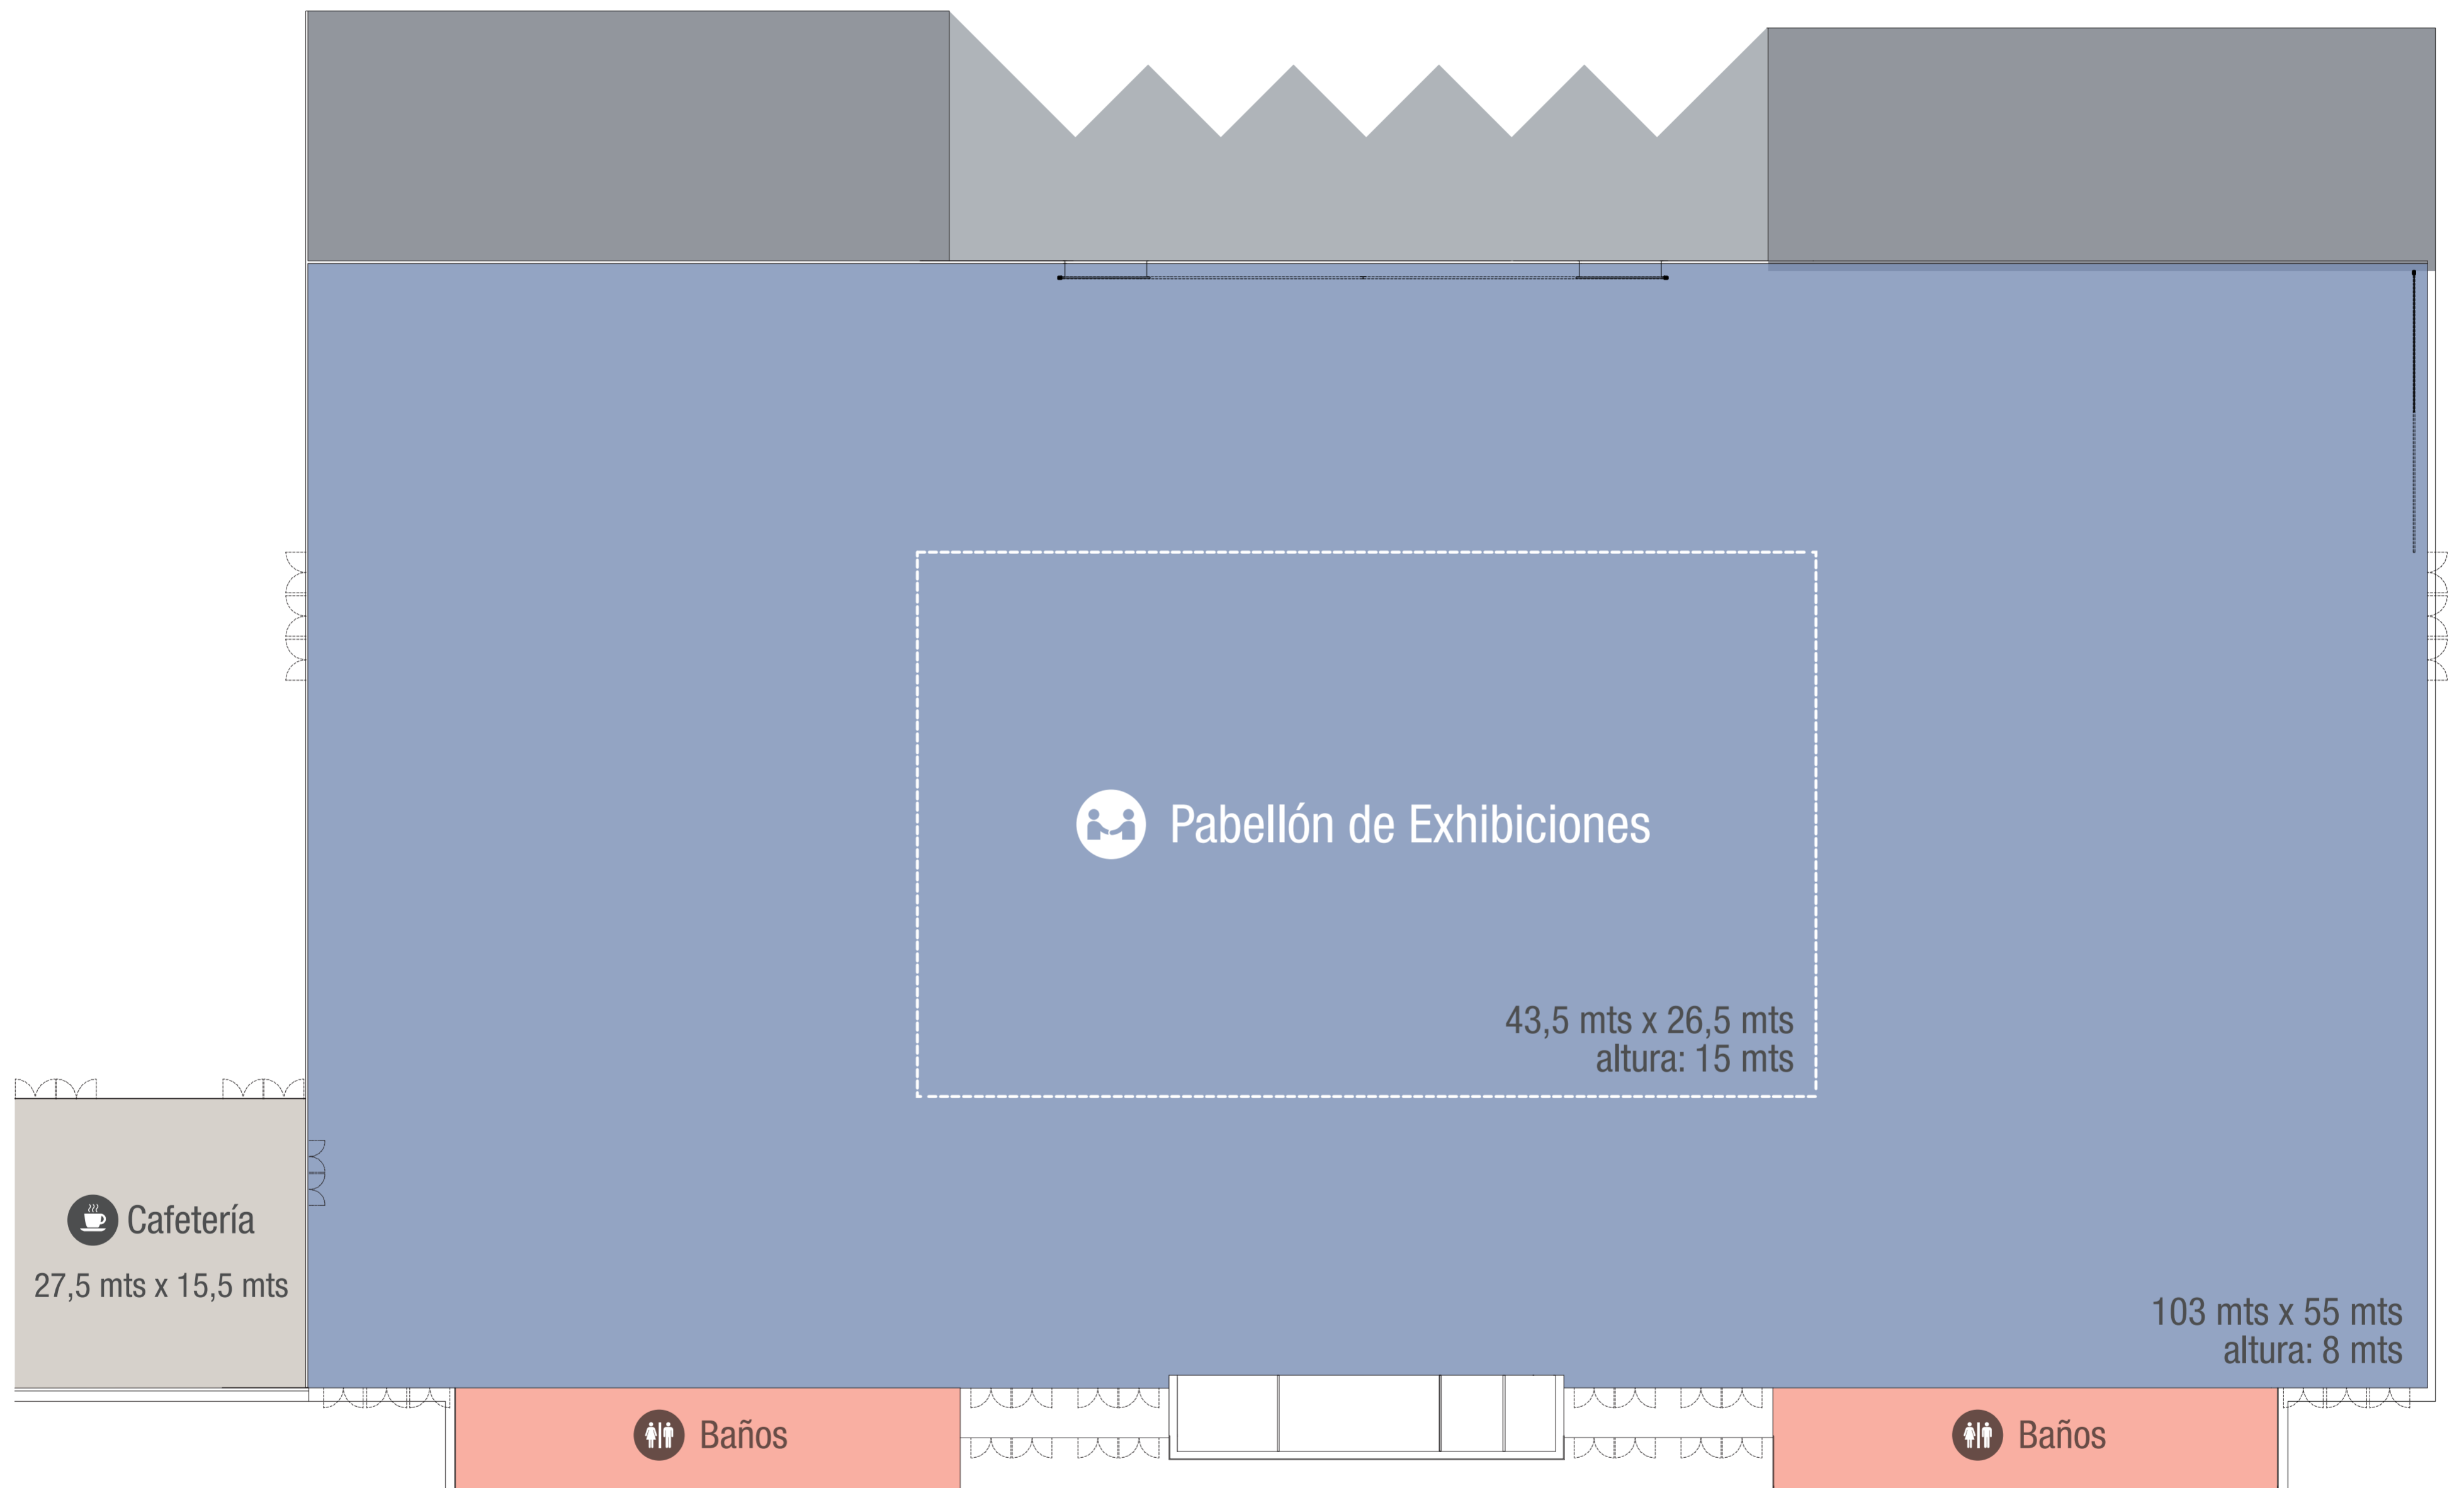 Pabellón de Exhibiciones
43,5 mts x 26,5 mts
altura: 15 mts
Cafetería
27,5 mts x 15,5 mts
103 mts x 55 mts
altura: 8 mts
Baños
Baños